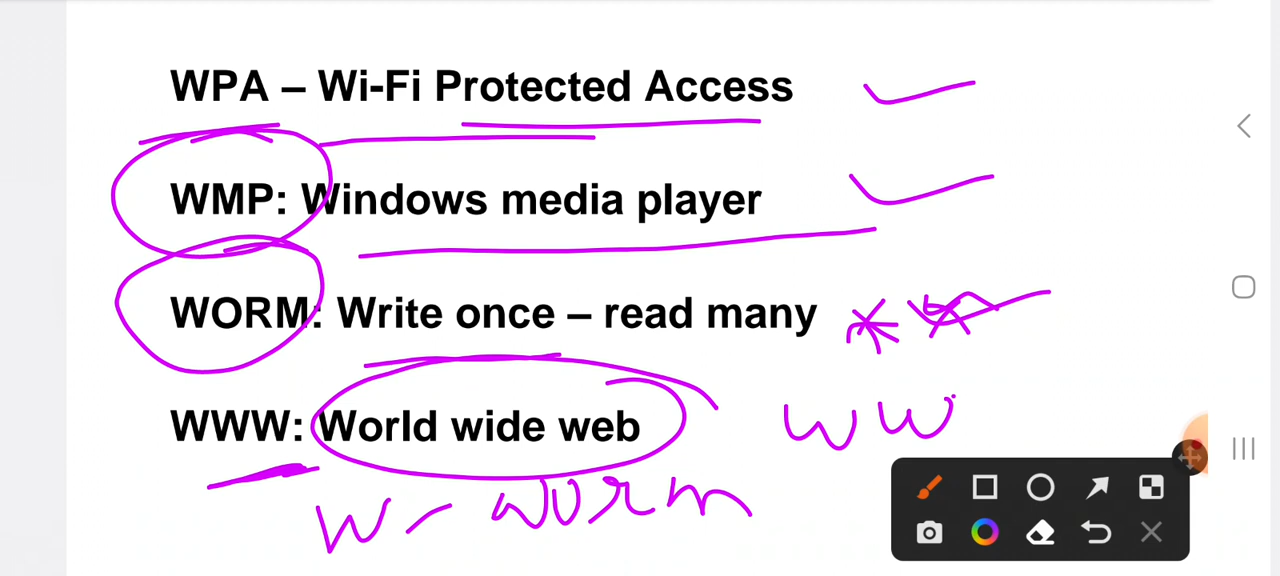 WPA – Wi-Fi Protected Access
WMP: Windows media player
WORM: Write once – read many
WWW: World wide web
WW
W - worm